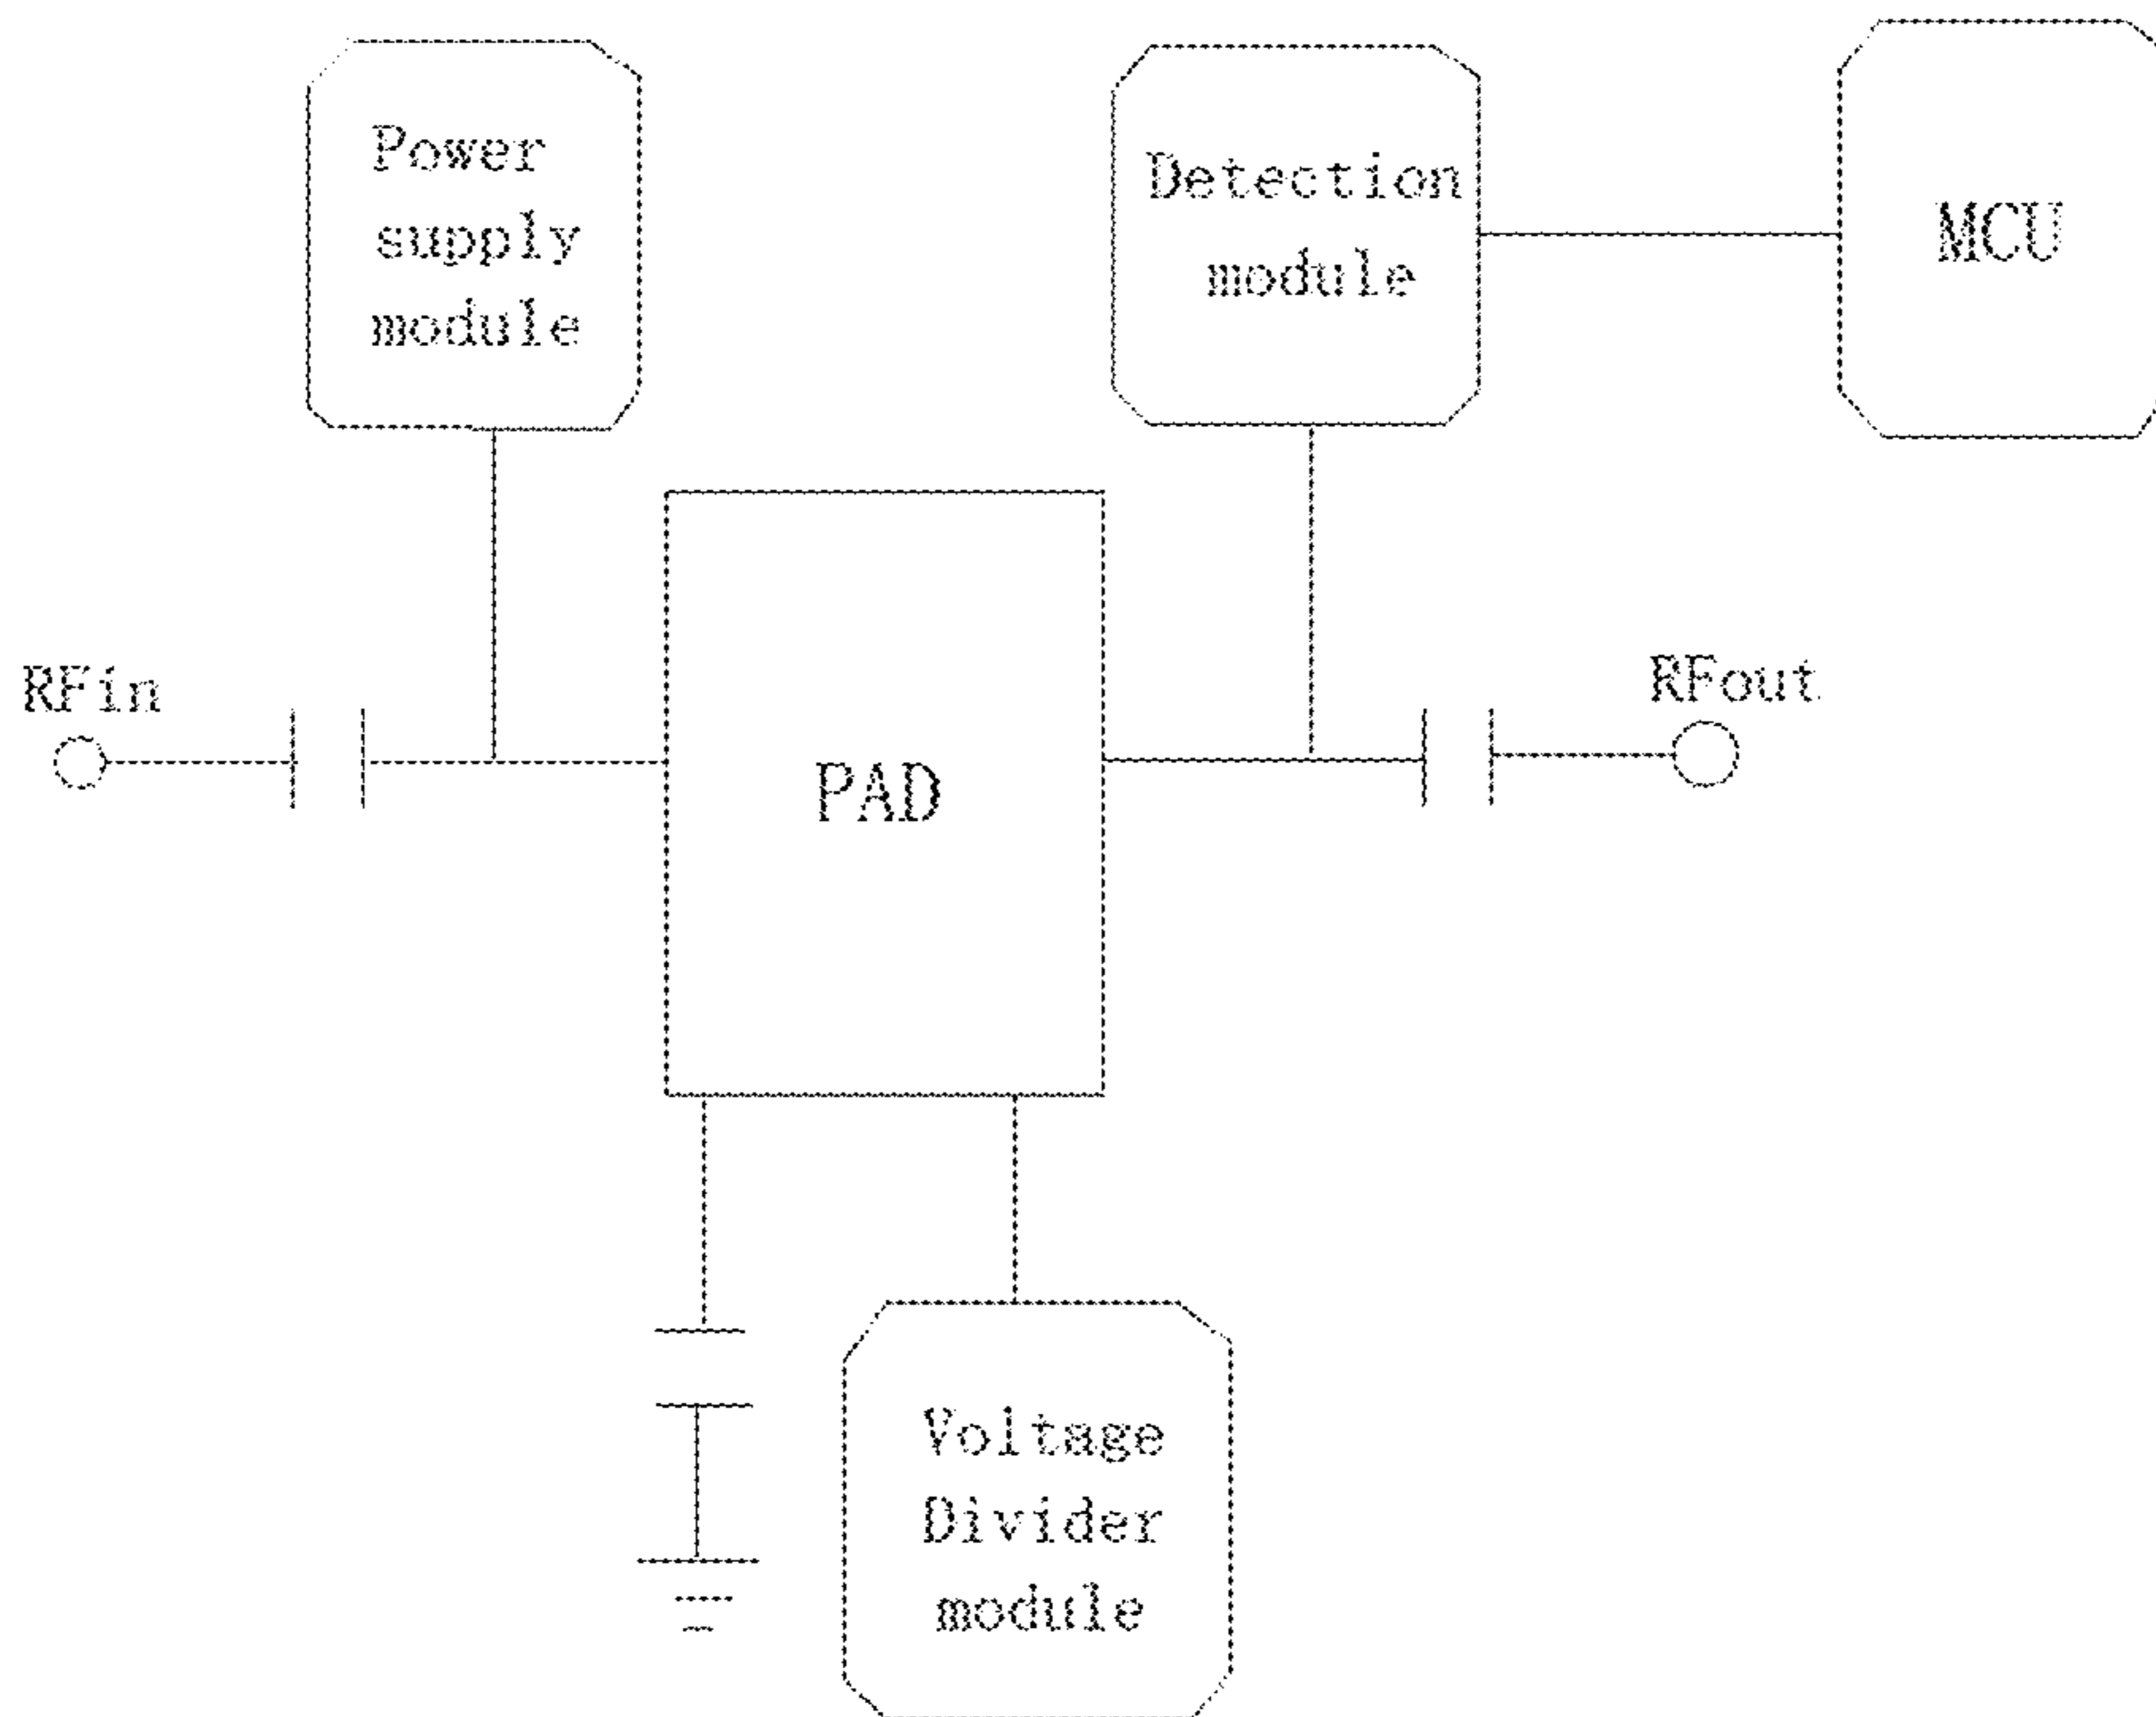 Power
supply
module
Detection
module
MCU
RFin
RFout
PAD
Voltage
Divider
module